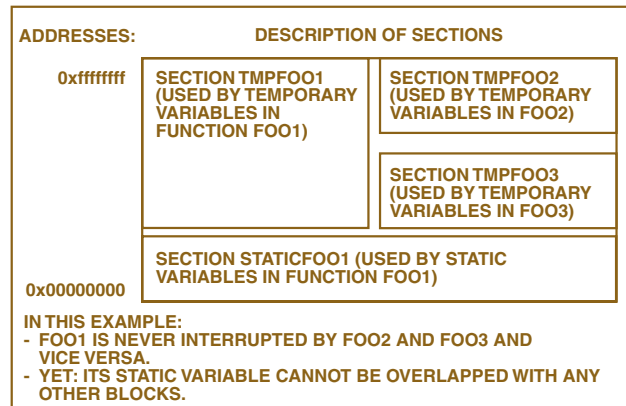 ADDRESSES:
DESCRIPTION OF SECTIONS
0xffffffff
SECTION TMPFOO1
(USED BY TEMPORARY
VARIABLES IN
FUNCTION FOO1)
SECTION TMPFOO2
(USED BY TEMPORARY
VARIABLES IN FOO2)
SECTION TMPFOO3
(USED BY TEMPORARY
VARIABLES IN FOO3)
SECTION STATICFOO1 (USED BY STATIC
VARIABLES IN FUNCTION FOO1)
0x00000000
IN THIS EXAMPLE:
- FOO1 IS NEVER INTERRUPTED BY FOO2 AND FOO3 AND
VICE VERSA.
- YET: ITS STATIC VARIABLE CANNOT BE OVERLAPPED WITH ANY
OTHER BLOCKS.